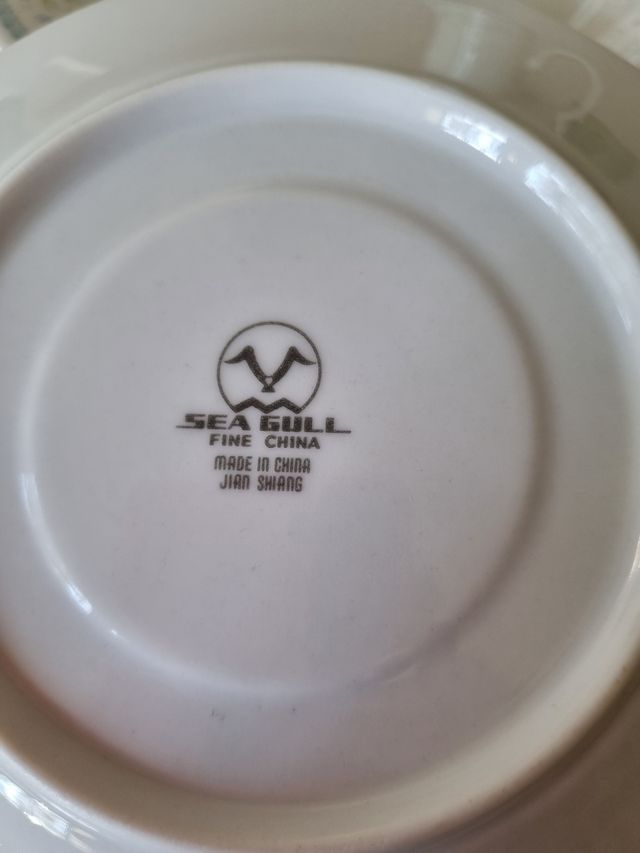 SEA GULL
FINE CHINA
MADE IN CHINA
JIAN SHIANG